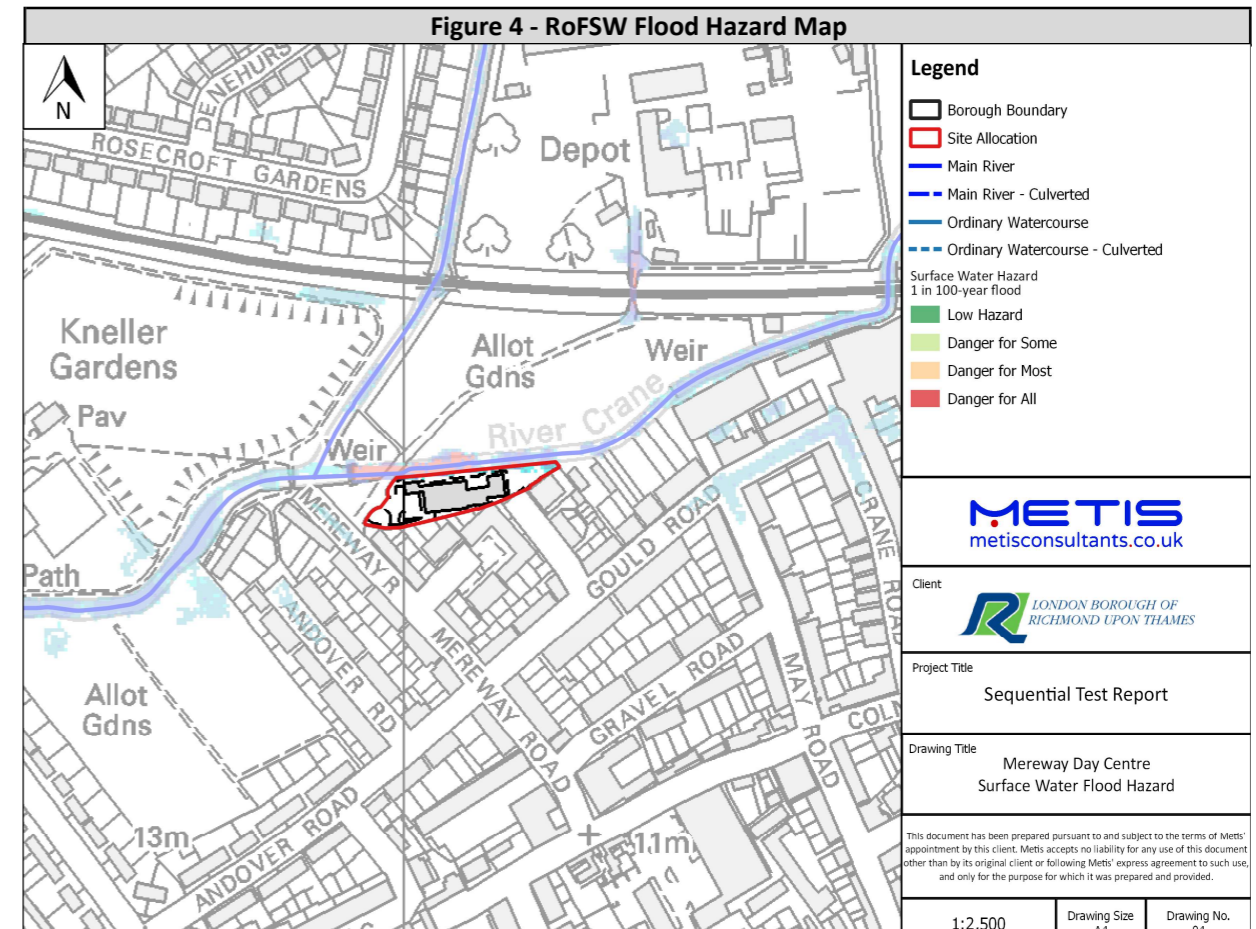 Figure 4 - RoFSW Flood Hazard Map
N
DENEHURS
ROSECROFT GARDENS
Depot
Kneller
Gardens
Pav
Allot
Gdns
Weir
River Crane
Weir
MEREWAY R
GOULD ROAD
CRANE ROAD
Path
ANDOVER RD
MEREWAY ROAD
GRAVEL ROAD
MAY ROAD
COLN
Allot
Gdns
13m
11m
ANDOVER ROAD
Legend
Borough Boundary
Site Allocation
Main River
Main River - Culverted
Ordinary Watercourse
Ordinary Watercourse - Culverted
Surface Water Hazard
1 in 100-year flood
Low Hazard
Danger for Some
Danger for Most
Danger for All
METIS
metisconsultants.co.uk
Client
LONDON BOROUGH OF
RICHMOND UPON THAMES
Project Title
Sequential Test Report
Drawing Title
Mereway Day Centre
Surface Water Flood Hazard
This document has been prepared pursuant to and subject to the terms of Metis'
appointment by this client. Metis accepts no liability for any use of this document
other than by its original client or following Metis' express agreement to such use,
and only for the purpose for which it was prepared and provided.
1:2,500
Drawing Size
Drawing No.